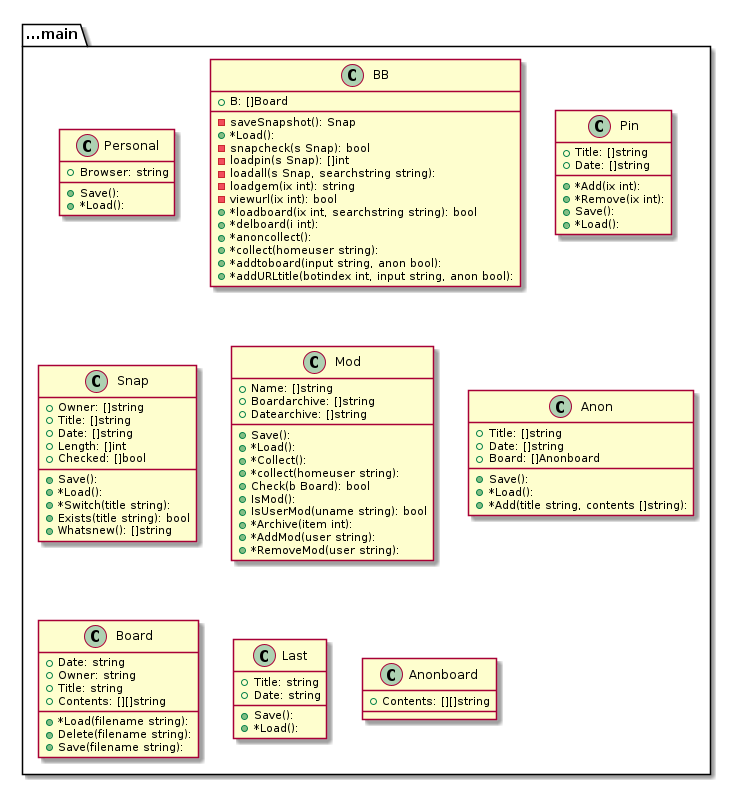 ...main
C BB
B: []Board
saveSnapshot(): Snap
*Load():
snapcheck(s Snap): bool
loadpin(s Snap): []int
loadall(s Snap, searchstring string):
loadgem(ix int): string
viewurl(ix int): bool
*loadboard(ix int, searchstring string): bool
*delboard(i int):
*anoncollect():
*collect(homeuser string):
*addtoboard(input string, anon bool):
*addURLtitle(botindex int, input string, anon bool):
C Personal
Browser: string
Save():
*Load():
C Pin
Title: []string
Date: []string
*Add(ix int):
*Remove(ix int):
Save():
*Load():
C Snap
Owner: []string
Title: []string
Date: []string
Length: []int
Checked: []bool
Save():
*Load():
*Switch(title string):
Exists(title string): bool
Whatsnew(): []string
C Mod
Name: []string
Boardarchive: []string
Datearchive: []string
Save():
*Load():
*Collect():
*collect(homeuser string):
Check(b Board): bool
IsMod():
IsUserMod(uname string): bool
*Archive(item int):
*AddMod(user string):
*RemoveMod(user string):
C Anon
Title: []string
Date: []string
Board: []Anonboard
Save():
*Load():
*Add(title string, contents []string):
C Board
Date: string
Owner: string
Title: string
Contents: [][]string
*Load(filename string):
Delete(filename string):
Save(filename string):
C Last
Title: string
Date: string
Save():
*Load():
C Anonboard
Contents: [][]string